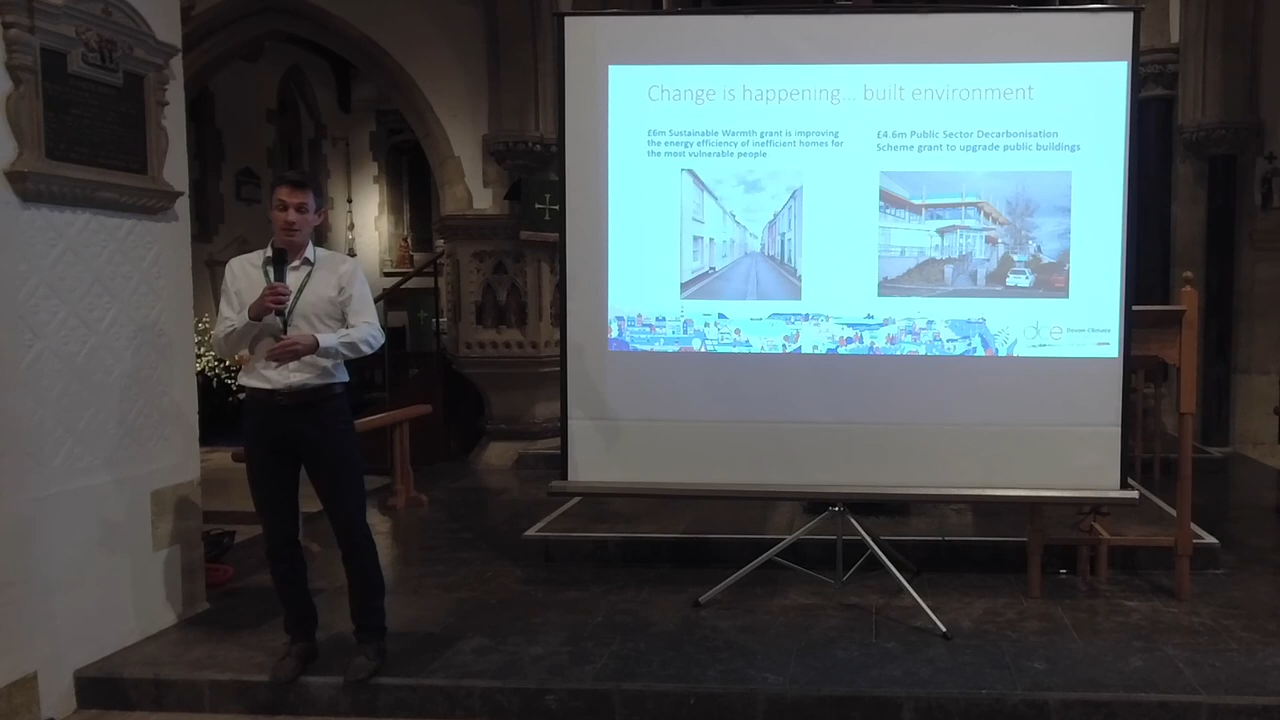 Change is happening... built environment
£6m Sustainable Warmth grant is improving
the energy efficiency of inefficient homes for
the most vulnerable people
£4.6m Public Sector Decarbonisation
Scheme grant to upgrade public buildings
dce Devon Climate